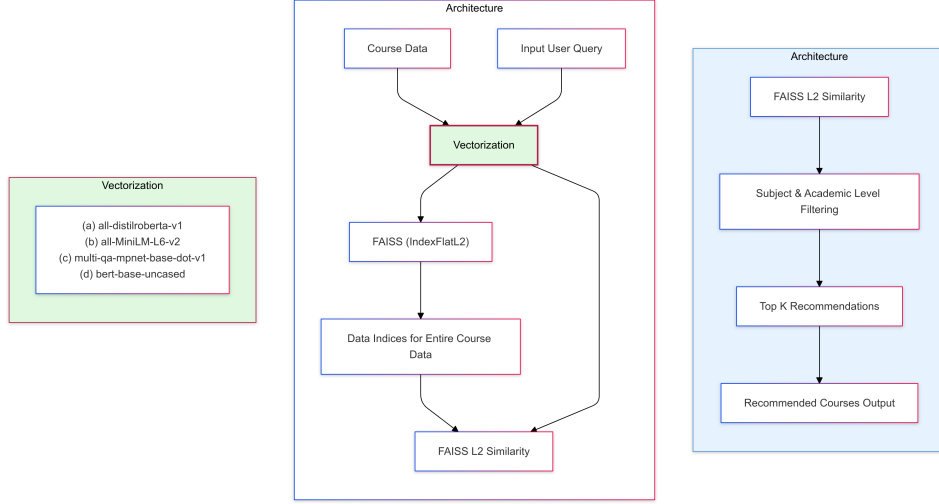 Vectorization
(a) all-distilroberta-v1
(b) all-MiniLM-L6-v2
(c) multi-qa-mpnet-base-dot-v1
(d) bert-base-uncased
Architecture
Course Data
Input User Query
Vectorization
FAISS (IndexFlatL2)
Data Indices for Entire Course
Data
FAISS L2 Similarity
Architecture
FAISS L2 Similarity
Subject & Academic Level
Filtering
Top K Recommendations
Recommended Courses Output